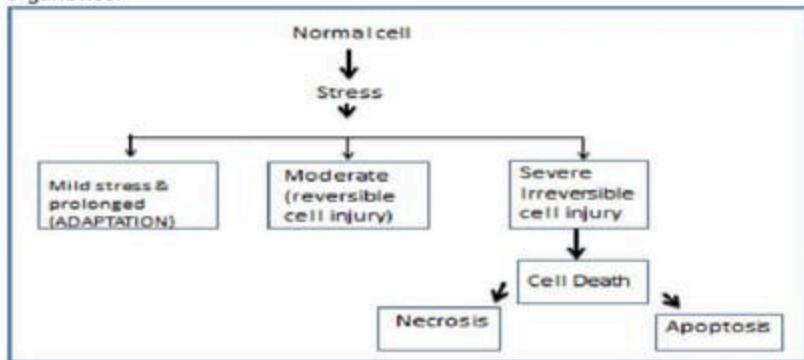 Normal cell
Stress
Mild stress &
prolonged
(ADAPTATION)
Moderate
(reversible
cell injury)
Severe
Irreversible
cell injury
Cell Death
Necrosis
Apoptosis